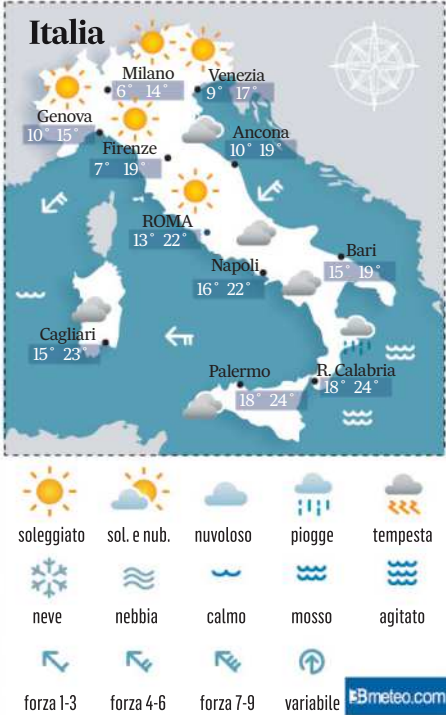 Italia
Milano
6° 14°
Venezia
9° 17°
Genova
10° 15°
Firenze
7° 19°
Ancona
10° 19°
ROMA
13° 22°
Napoli
16° 22°
Bari
15° 19°
Cagliari
15° 23°
Palermo
18° 24°
R. Calabria
18° 24°
soleggiato
sol. e nub.
nuvoloso
piogge
tempesta
neve
nebbia
calmo
mosso
agitato
forza 1-3
forza 4-6
forza 7-9
variabile
3Bmeteo.com